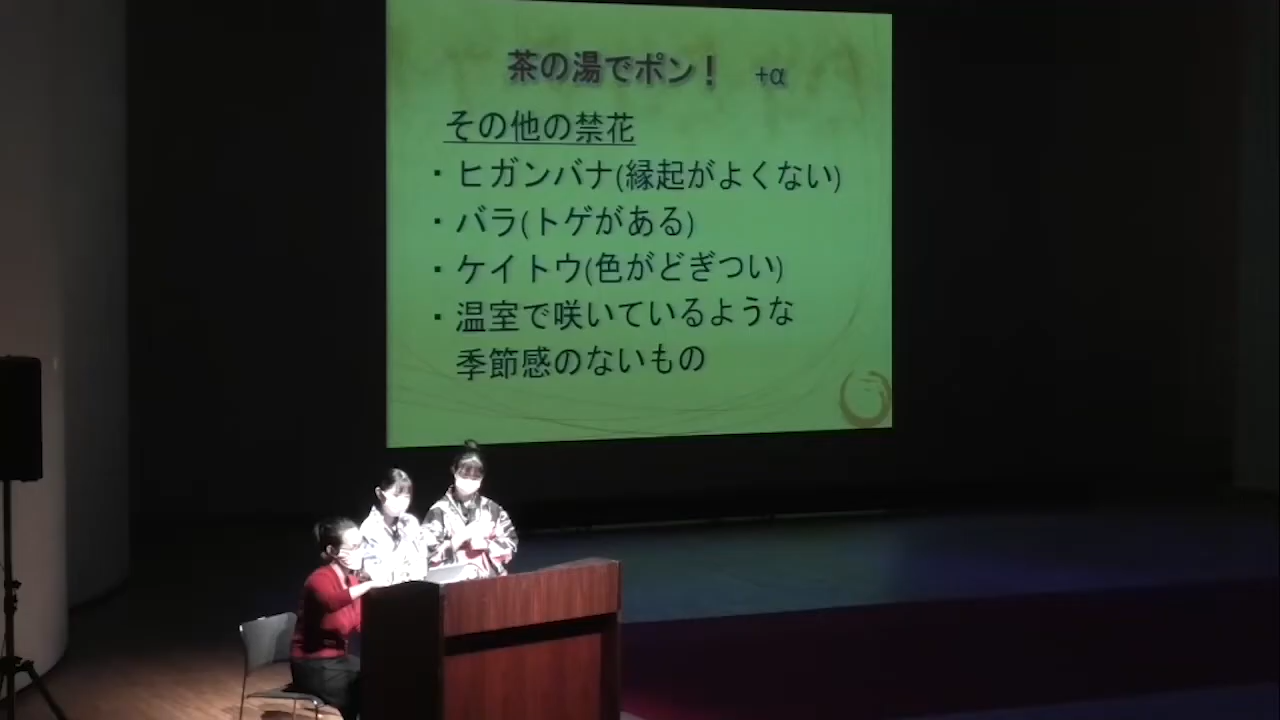 茶の湯でポン! +α
その他の禁花
・ヒガンバナ(縁起がよくない)
・バラ(トゲがある)
・ケイトウ(色がどぎつい)
・温室で咲いているような
季節感のないもの